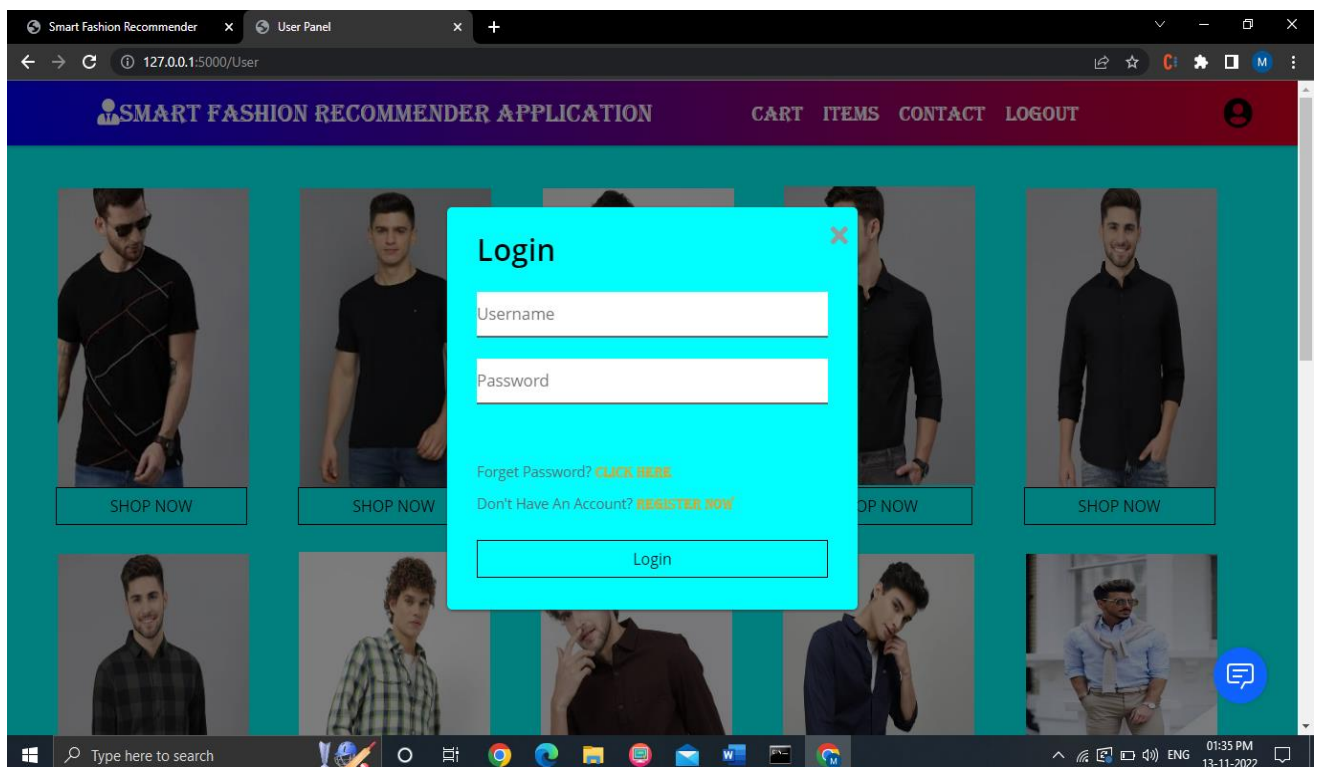 Smart Fashion Recommender
User Panel
127.0.0.1:5000/User
M
SMART FASHION RECOMMENDER APPLICATION
CART ITEMS CONTACT LOGOUT
Login
Username
Password
Forget Password? CLICK HERE
Don't Have An Account? REGISTER NOW
Login
SHOP NOW
SHOP NOW
OP NOW
SHOP NOW
Type here to search
W
M
ENG
01:35 PM
13-11-2022